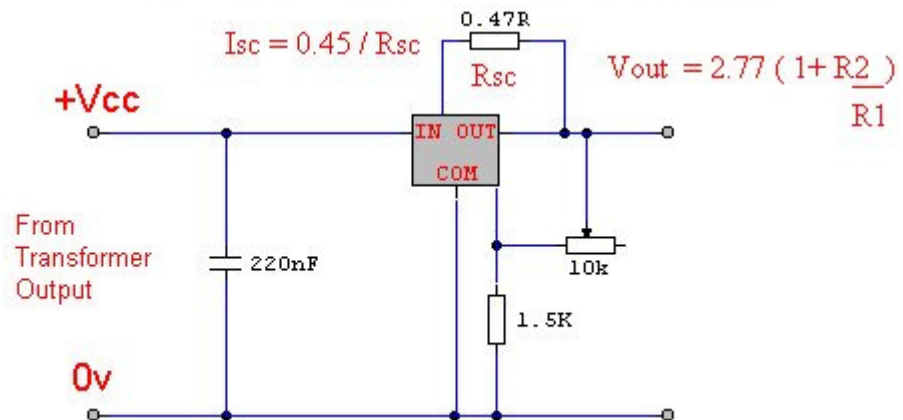 0.47R
Isc = 0.45 / Rsc
Rsc
Vout = 2.77 ( 1+ R2 )
R1
+Vcc
IN OUT
COM
From
Transformer
Output
220nF
10k
1.5K
0v